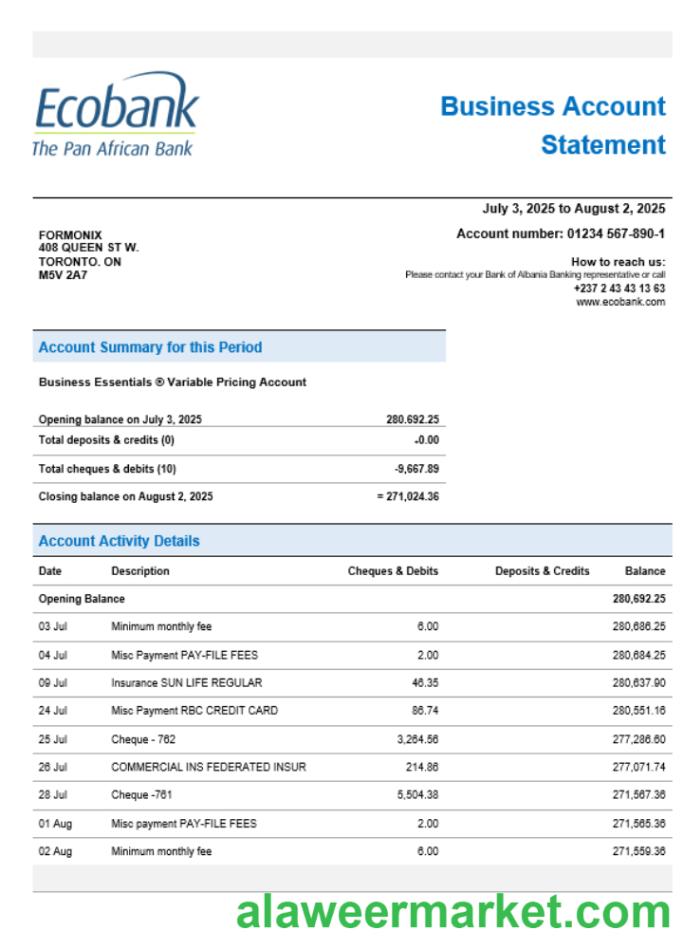 Ecobank
The Pan African Bank
Business Account
Statement
July 3, 2025 to August 2, 2025
FORMONIX
408 QUEEN ST W.
TORONTO. ON
M5V 2A7
Account number: 01234 567-890-1
How to reach us:
Please contact your Bank of Albania Banking representative or call
+237 2 43 43 13 63
www.ecobank.com
Account Summary for this Period
Business Essentials ® Variable Pricing Account
Opening balance on July 3, 2025 280.692.25
Total deposits & credits (0) -0.00
Total cheques & debits (10) -9,667.89
Closing balance on August 2, 2025 = 271,024.36
Account Activity Details
Date Description Cheques & Debits Deposits & Credits Balance
Opening Balance 280,692.25
03 Jul Minimum monthly fee 6.00 280,686.25
04 Jul Misc Payment PAY-FILE FEES 2.00 280,684.25
09 Jul Insurance SUN LIFE REGULAR 46.35 280,637.90
24 Jul Misc Payment RBC CREDIT CARD 86.74 280,551.16
25 Jul Cheque - 762 3,264.56 277,286.60
26 Jul COMMERCIAL INS FEDERATED INSUR 214.86 277,071.74
28 Jul Cheque -761 5,504.38 271,567.36
01 Aug Misc payment PAY-FILE FEES 2.00 271,565.36
02 Aug Minimum monthly fee 6.00 271,559.36
alaweermarket.com